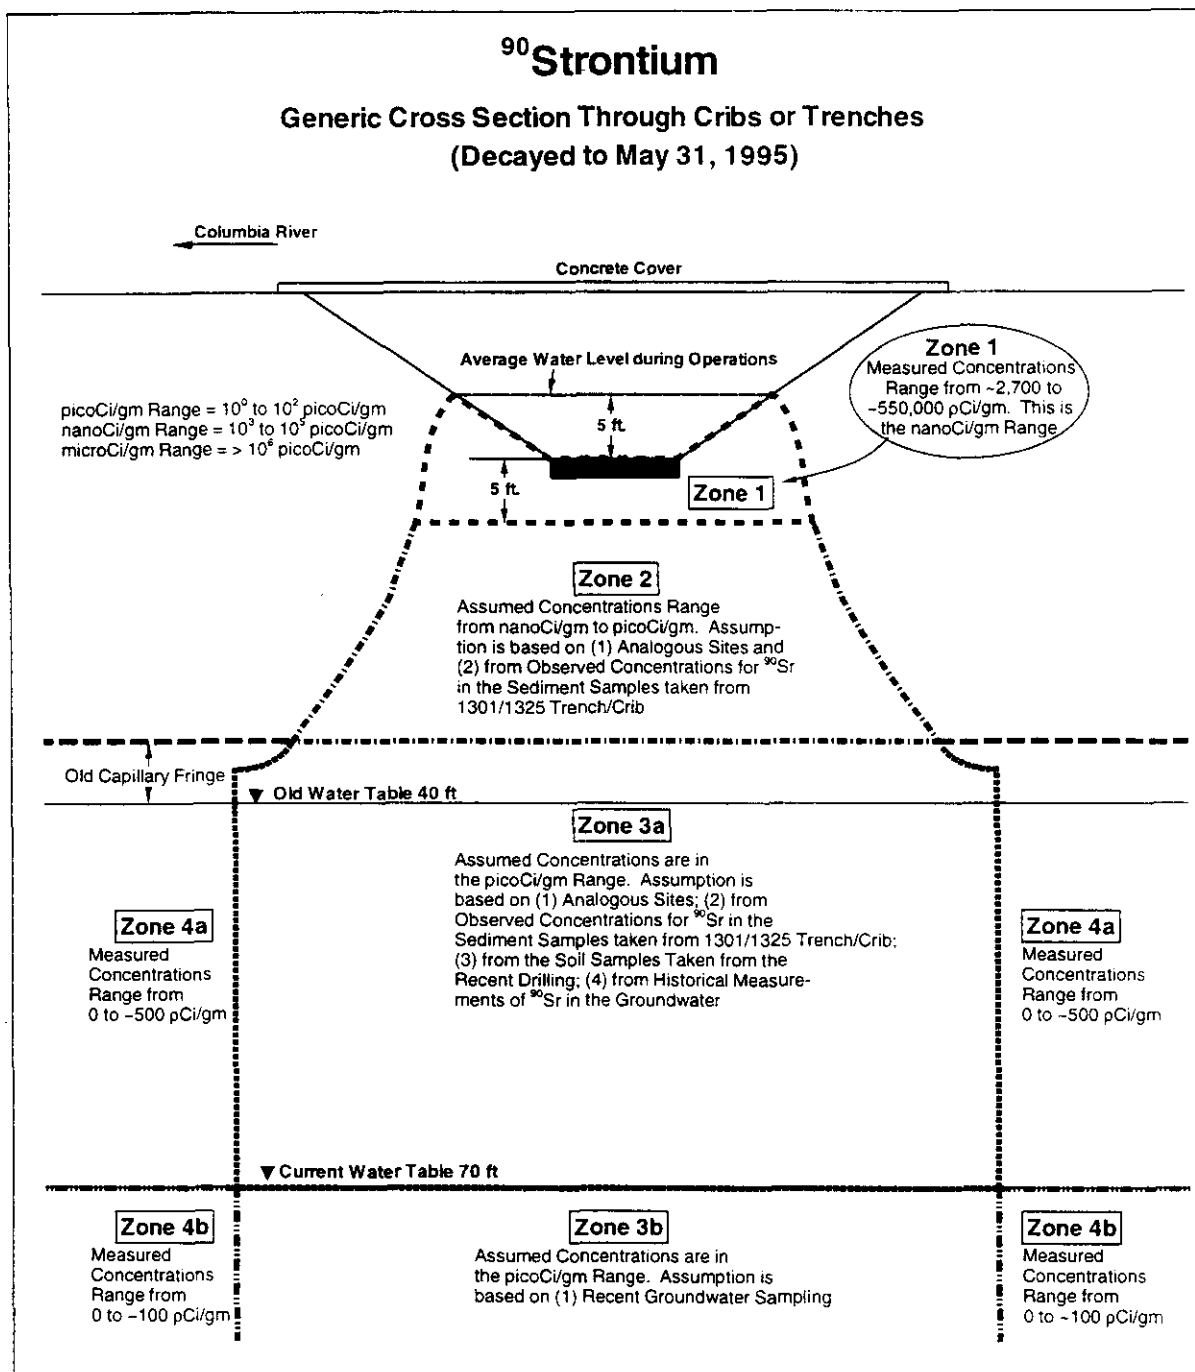 ⁹⁰Strontium
Generic Cross Section Through Cribs or Trenches
(Decayed to May 31, 1995)
Columbia River
Concrete Cover
Average Water Level during Operations
Zone 1
Measured Concentrations
Range from ~2,700 to
~550,000 ρCi/gm. This is
the nanoCi/gm Range
picoCi/gm Range = 10⁰ to 10² picoCi/gm
nanoCi/gm Range = 10³ to 10⁵ picoCi/gm
microCi/gm Range = > 10⁶ picoCi/gm
5 ft.
5 ft.
Zone 1
Zone 2
Assumed Concentrations Range
from nanoCi/gm to picoCi/gm. Assump-
tion is based on (1) Analogous Sites and
(2) from Observed Concentrations for ⁹⁰Sr
in the Sediment Samples taken from
1301/1325 Trench/Crib
Old Capillary Fringe
▼ Old Water Table 40 ft
Zone 3a
Assumed Concentrations are in
the picoCi/gm Range. Assumption is
based on (1) Analogous Sites; (2) from
Observed Concentrations for ⁹⁰Sr in the
Sediment Samples taken from 1301/1325 Trench/Crib;
(3) from the Soil Samples Taken from the
Recent Drilling; (4) from Historical Measure-
ments of ⁹⁰Sr in the Groundwater
Zone 4a
Measured
Concentrations
Range from
0 to ~500 ρCi/gm
Zone 4a
Measured
Concentrations
Range from
0 to ~500 ρCi/gm
▼ Current Water Table 70 ft
Zone 4b
Measured
Concentrations
Range from
0 to ~100 ρCi/gm
Zone 3b
Assumed Concentrations are in
the picoCi/gm Range. Assumption is
based on (1) Recent Groundwater Sampling
Zone 4b
Measured
Concentrations
Range from
0 to ~100 ρCi/gm